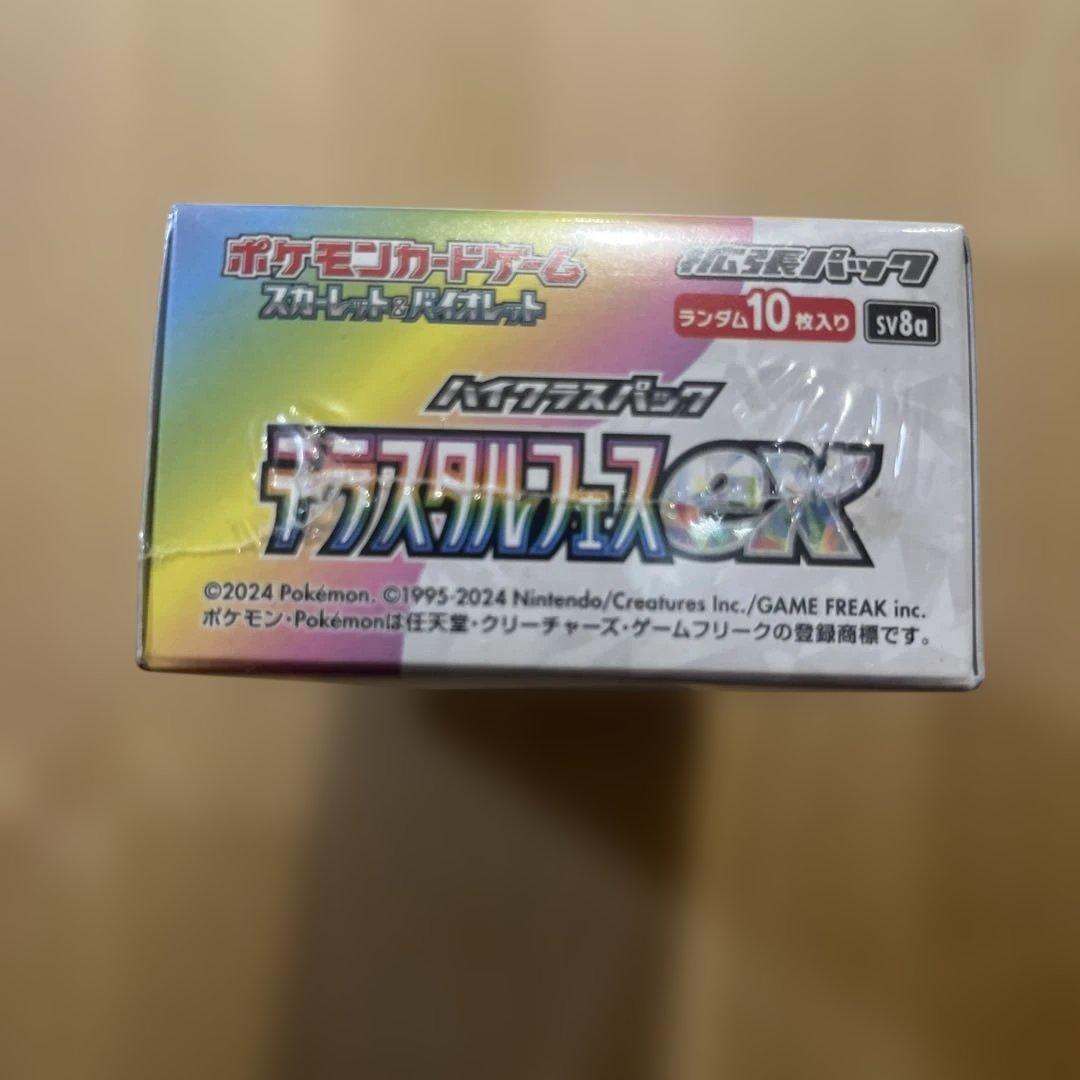 ポケモンカードゲーム
スカーレット&バイオレット
拡張パック
ランダム10枚入り
SV8a
ハイクラスパック
テラスタルフェスex
©2024 Pokémon. ©1995-2024 Nintendo/Creatures Inc./GAME FREAK inc.
ポケモン・Pokémonは任天堂・クリーチャーズ・ゲームフリークの登録商標です。